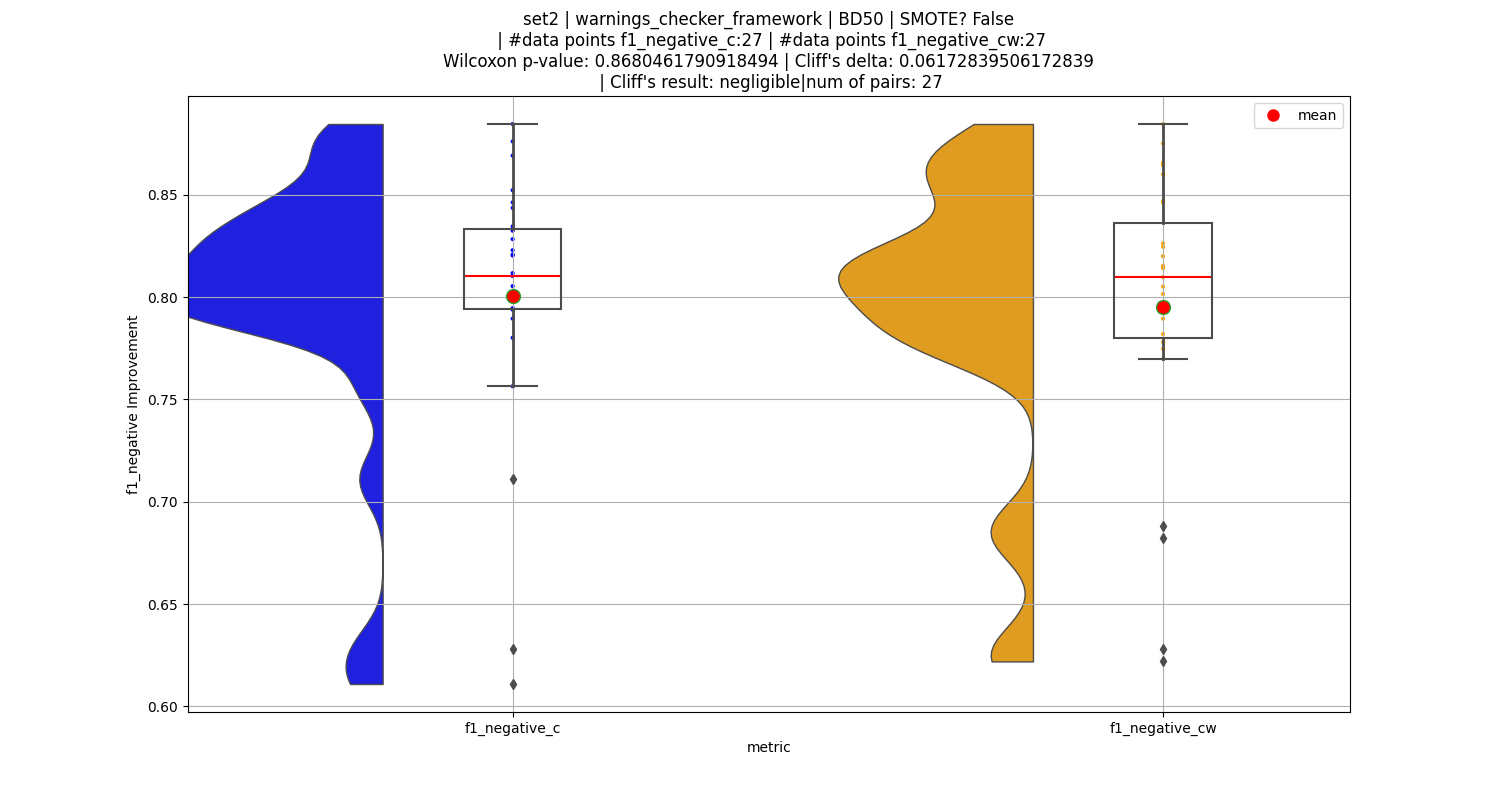 set2 | warnings_checker_framework | BD50 | SMOTE? False
| #data points f1_negative_c:27 | #data points f1_negative_cw:27
Wilcoxon p-value: 0.8680461790918494 | Cliff's delta: 0.06172839506172839
| Cliff's result: negligible|num of pairs: 27
mean
0.85
0.80
0.75
0.70
0.65
0.60
f1_negative Improvement
f1_negative_c
f1_negative_cw
metric